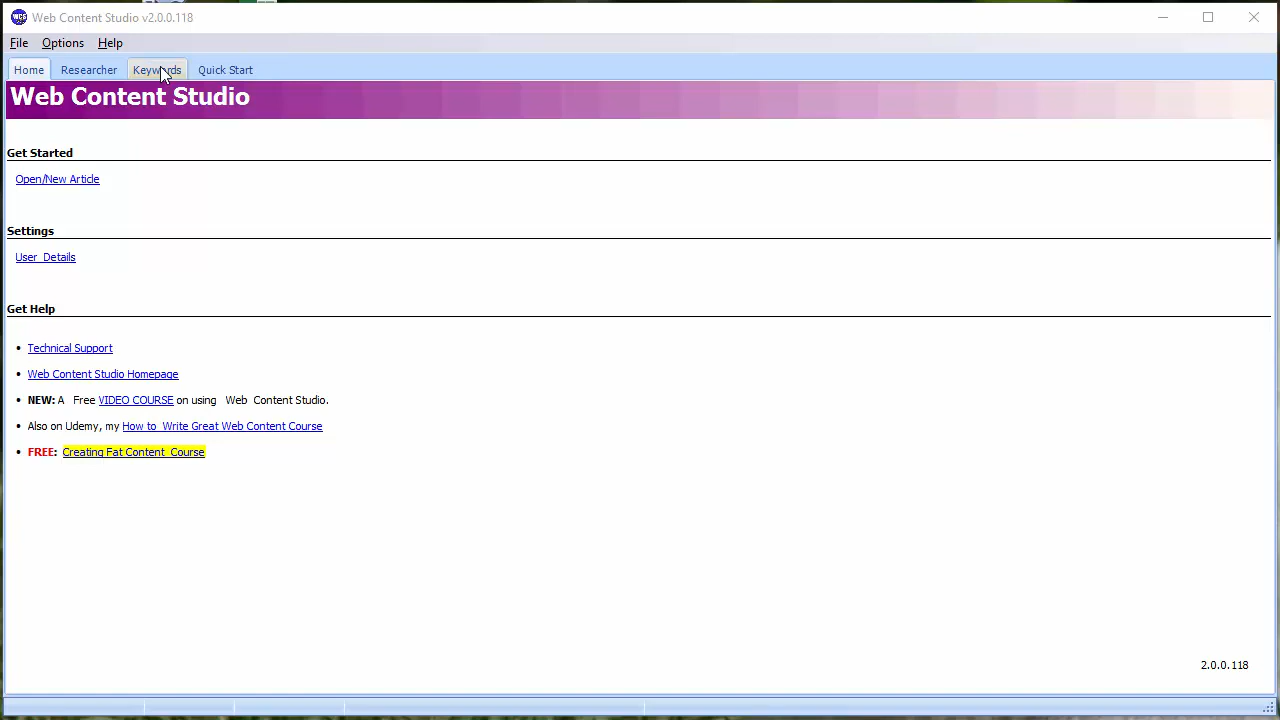 Web Content Studio v2.0.0.118
File Options Help
Home Researcher Keywords Quick Start
Web Content Studio
Get Started
Open/New Article
Settings
User Details
Get Help
• Technical Support
• Web Content Studio Homepage
• NEW: A Free VIDEO COURSE on using Web Content Studio.
• Also on Udemy, my How to Write Great Web Content Course
• FREE: Creating Fat Content Course
2.0.0.118